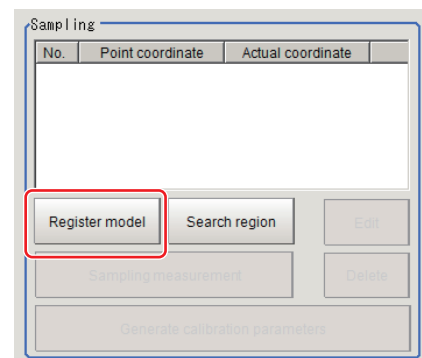 Sampling
No. Point coordinate Actual coordinate
Register model Search region Edit
Sampling measurement Delete
Generate calibration parameters